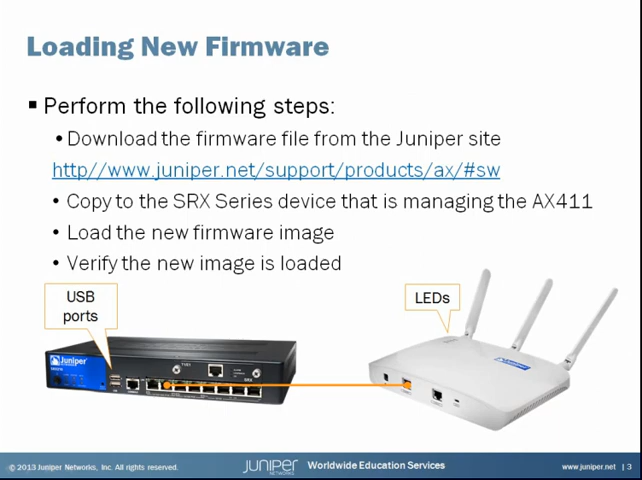 Loading New Firmware
Perform the following steps:
Download the firmware file from the Juniper site
http//www.juniper.net/support/products/ax/#sw
Copy to the SRX Series device that is managing the AX411
Load the new firmware image
Verify the new image is loaded
USB
ports
LEDs
Juniper
© 2013 Juniper Networks, Inc. All rights reserved.
JUNIPER
NETWORKS
Worldwide Education Services
www.juniper.net | 3